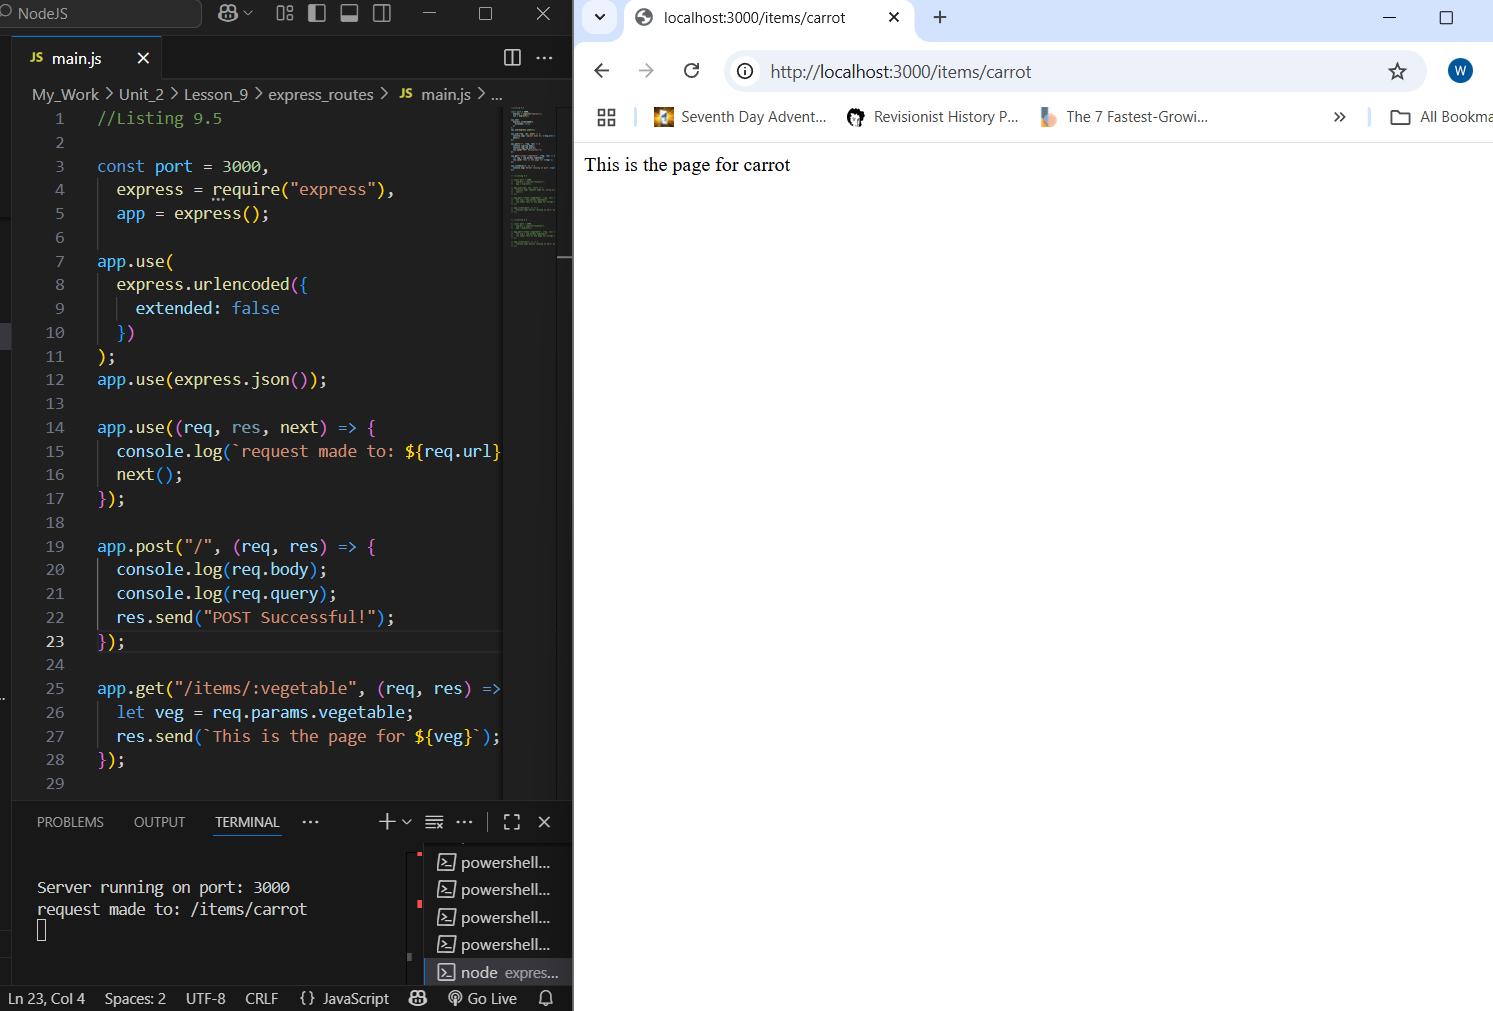 NodeJS
JS main.js
My_Work > Unit_2 > Lesson_9 > express_routes > JS main.js > ...
1 //Listing 9.5
2
3 const port = 3000,
4 express = require("express"),
5 app = express();
6
7 app.use(
8 express.urlencoded({
9 extended: false
10 })
11 );
12 app.use(express.json());
13
14 app.use((req, res, next) => {
15 console.log(`request made to: ${req.url}
16 next();
17 });
18
19 app.post("/", (req, res) => {
20 console.log(req.body);
21 console.log(req.query);
22 res.send("POST Successful!");
23 });
24
25 app.get("/items/:vegetable", (req, res) =>
26 let veg = req.params.vegetable;
27 res.send(`This is the page for ${veg}`);
28 });
29
PROBLEMS OUTPUT TERMINAL ...
Server running on port: 3000
request made to: /items/carrot
powershell...
powershell...
powershell...
powershell...
node expres...
Ln 23, Col 4 Spaces: 2 UTF-8 CRLF {} JavaScript Go Live
localhost:3000/items/carrot
http://localhost:3000/items/carrot
W
Seventh Day Advent... Revisionist History P... The 7 Fastest-Growi... » All Bookma
This is the page for carrot